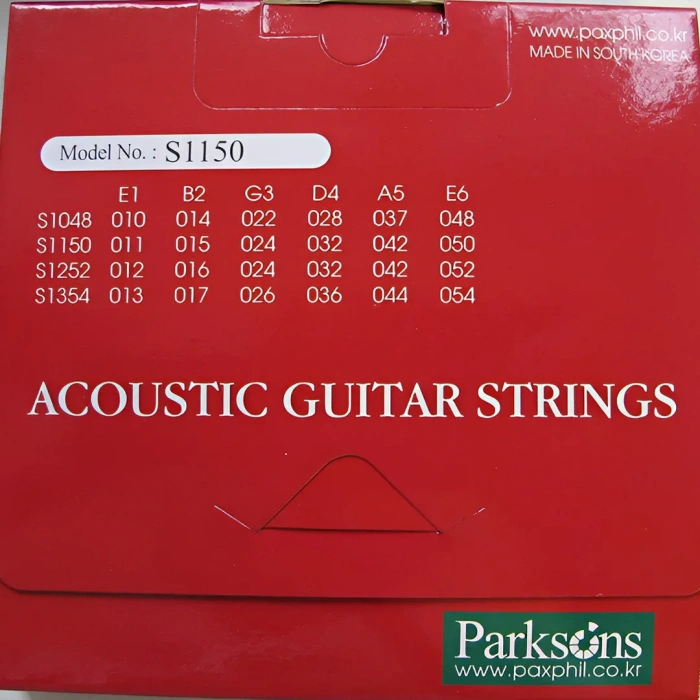 www.paxphil.co.kr
MADE IN SOUTH KOREA
Model No. : S1150
E1 B2 G3 D4 A5 E6
S1048 010 014 022 028 037 048
S1150 011 015 024 032 042 050
S1252 012 016 024 032 042 052
S1354 013 017 026 036 044 054
ACOUSTIC GUITAR STRINGS
Parksons
www.paxphil.co.kr